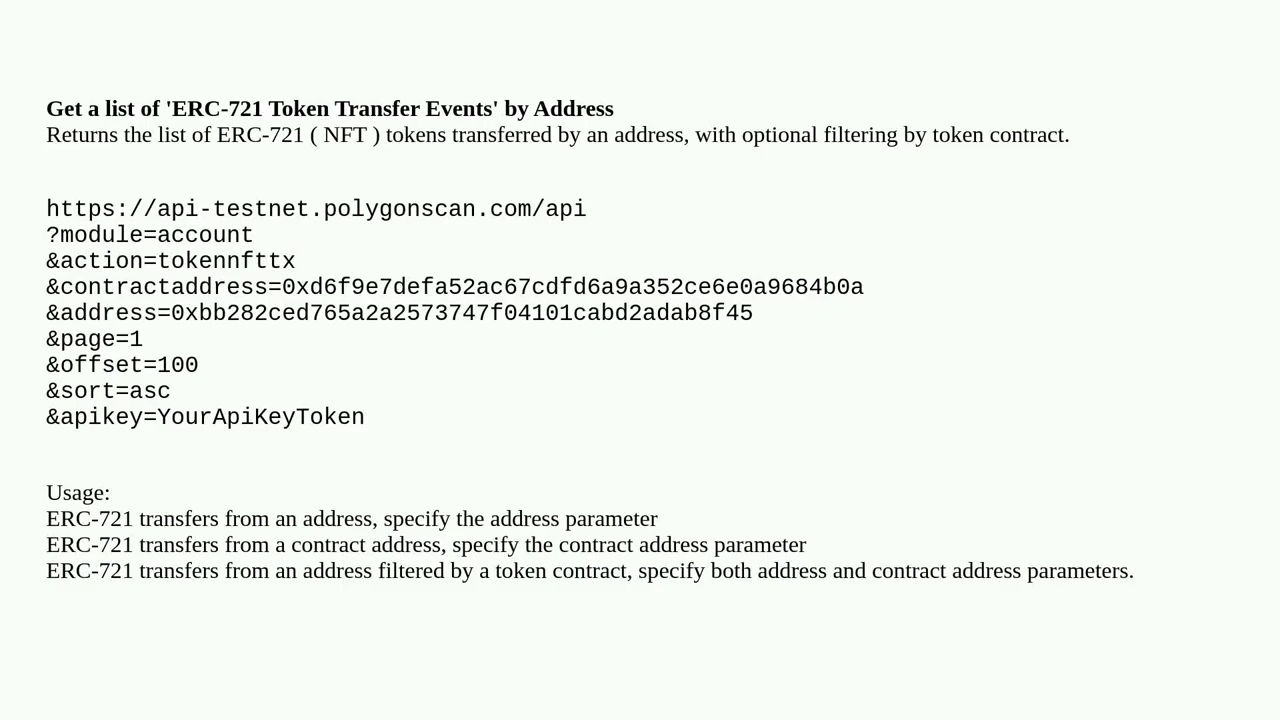 Get a list of 'ERC-721 Token Transfer Events' by Address
Returns the list of ERC-721 ( NFT ) tokens transferred by an address, with optional filtering by token contract.
https://api-testnet.polygonscan.com/api
?module=account
&action=tokennfttx
&contractaddress=0xd6f9e7defa52ac67cdfd6a9a352ce6e0a9684b0a
&address=0xbb282ced765a2a2573747f04101cabd2adab8f45
&page=1
&offset=100
&sort=asc
&apikey=YourApiKeyToken
Usage:
ERC-721 transfers from an address, specify the address parameter
ERC-721 transfers from a contract address, specify the contract address parameter
ERC-721 transfers from an address filtered by a token contract, specify both address and contract address parameters.